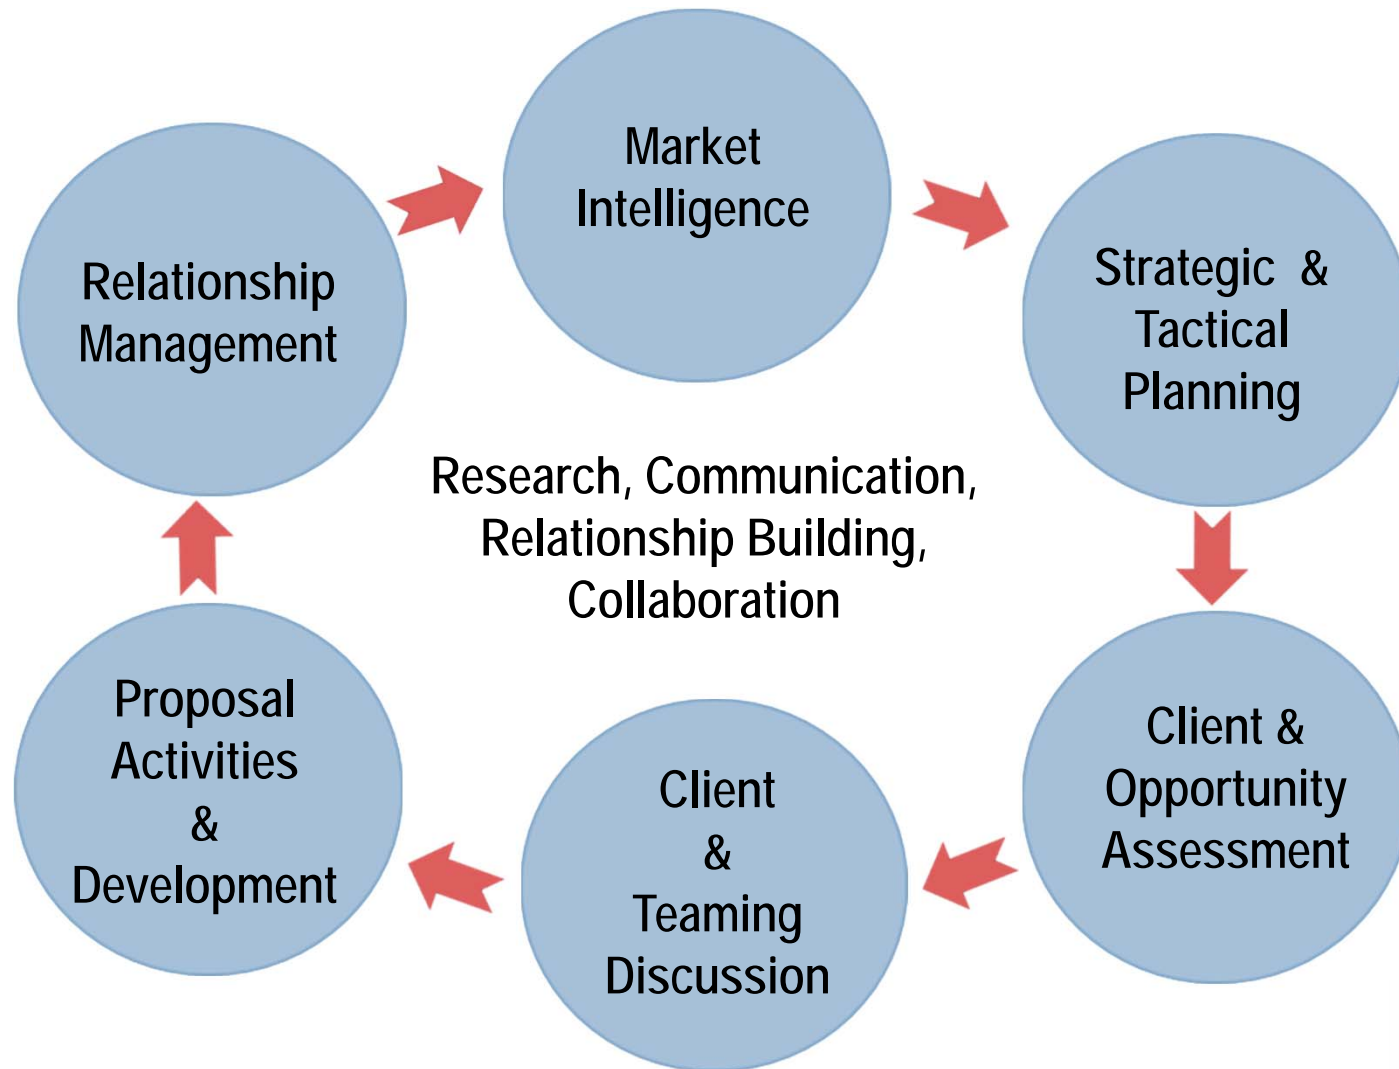 Market
Intelligence
Strategic & 
Tactical
Planning
Client &
Opportunity
Assessment
Client
&
Teaming
Discussion
Proposal
Activities
&
Development
Relationship
Management
Research, Communication,
Relationship Building,
Collaboration